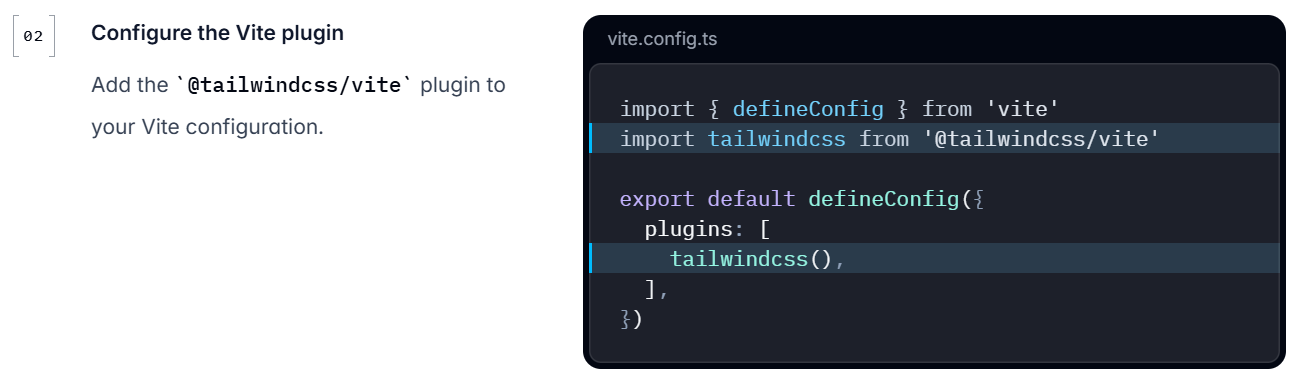 02
Configure the Vite plugin
Add the `@tailwindcss/vite` plugin to
your Vite configuration.
vite.config.ts
import { defineConfig } from 'vite'
import tailwindcss from '@tailwindcss/vite'
export default defineConfig({
  plugins: [
    tailwindcss(),
  ],
})